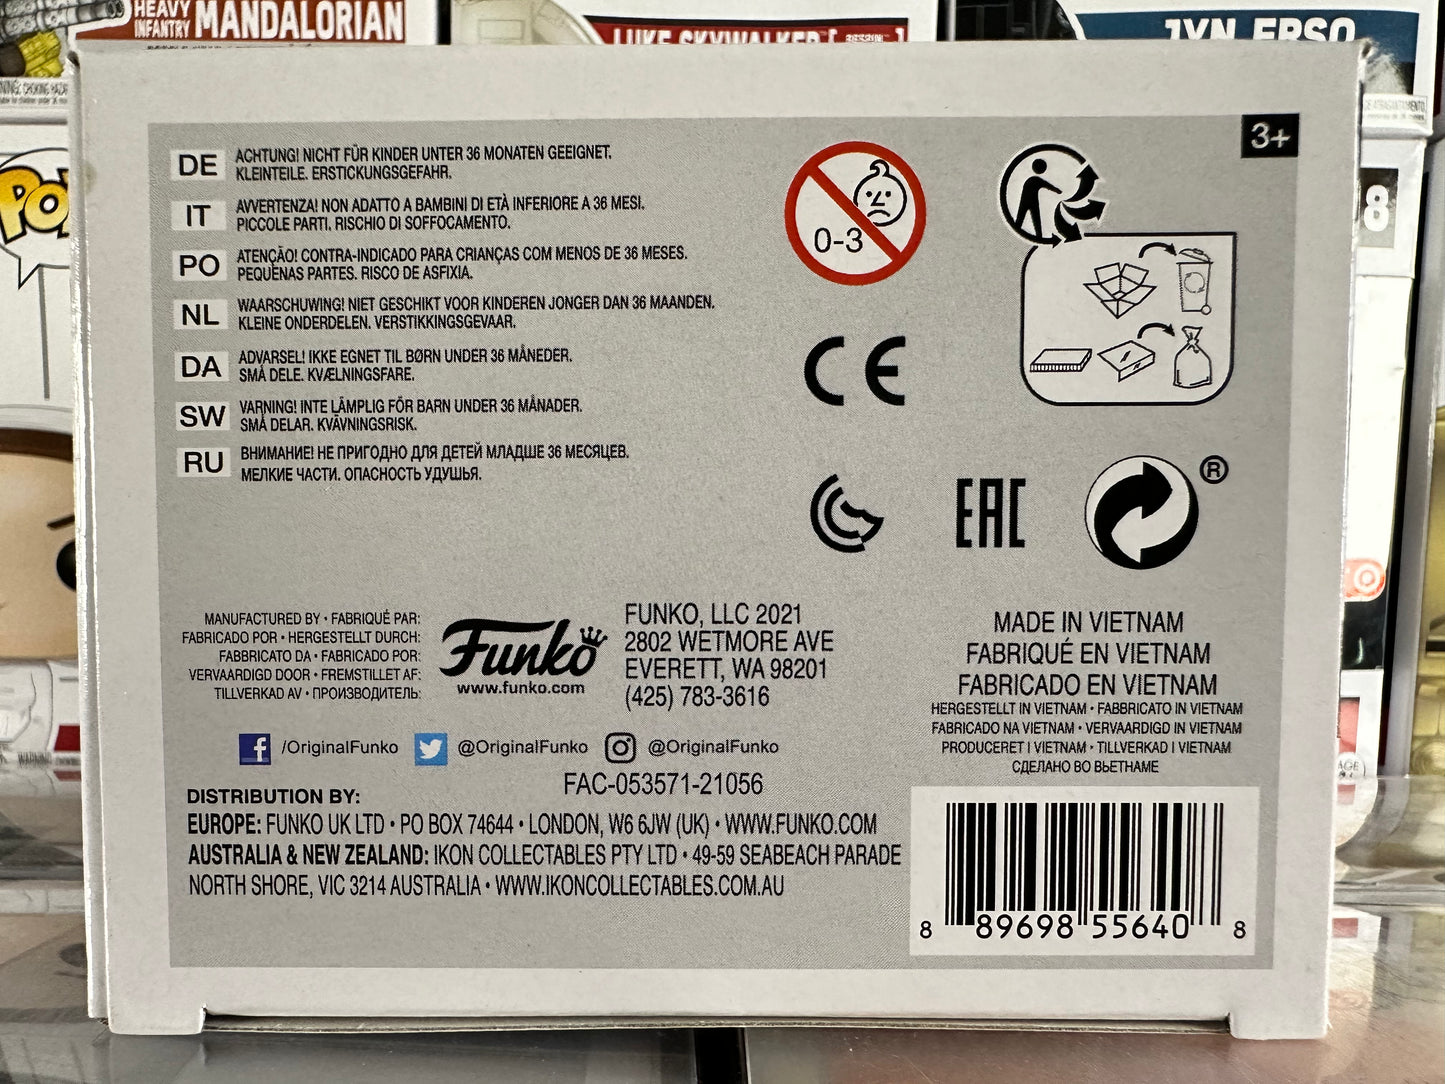 HEAVY
INFANTRY MANDALORIAN
LUKE SKYWALKER [
]
JYN ERSO
Pop
8
3+
DE ACHTUNG! NICHT FÜR KINDER UNTER 36 MONATEN GEEIGNET.
KLEINTEILE. ERSTICKUNGSGEFAHR.
IT AVVERTENZA! NON ADATTO A BAMBINI DI ETÀ INFERIORE A 36 MESI.
PICCOLE PARTI. RISCHIO DI SOFFOCAMENTO.
PO ATENÇÃO! CONTRA-INDICADO PARA CRIANÇAS COM MENOS DE 36 MESES.
PEQUENAS PARTES. RISCO DE ASFIXIA.
NL WAARSCHUWING! NIET GESCHIKT VOOR KINDEREN JONGER DAN 36 MAANDEN.
KLEINE ONDERDELEN. VERSTIKKINGSGEVAAR.
DA ADVARSEL! IKKE EGNET TIL BØRN UNDER 36 MÅNEDER.
SMÅ DELE. KVÆLNINGSFARE.
SW VARNING! INTE LÄMPLIG FÖR BARN UNDER 36 MÅNADER.
SMÅ DELAR. KVÄVNINGSRISK.
RU ВНИМАНИЕ! НЕ ПРИГОДНО ДЛЯ ДЕТЕЙ МЛАДШЕ 36 МЕСЯЦЕВ.
МЕЛКИЕ ЧАСТИ. ОПАСНОСТЬ УДУШЬЯ.
0-3
CE
EAC
®
MANUFACTURED BY • FABRIQUÉ PAR:
FABRICADO POR • HERGESTELLT DURCH:
FABBRICATO DA • FABRICADO POR:
VERVAARDIGD DOOR • FREMSTILLET AF:
TILLVERKAD AV • ПРОИЗВОДИТЕЛЬ:
Funko
www.funko.com
FUNKO, LLC 2021
2802 WETMORE AVE
EVERETT, WA 98201
(425) 783-3616
MADE IN VIETNAM
FABRIQUÉ EN VIETNAM
FABRICADO EN VIETNAM
HERGESTELLT IN VIETNAM • FABBRICATO IN VIETNAM
FABRICADO NA VIETNAM • VERVAARDIGD IN VIETNAM
PRODUCERET I VIETNAM • TILLVERKAD I VIETNAM
СДЕЛАНО ВО ВЬЕТНАМЕ
f /OriginalFunko @OriginalFunko @OriginalFunko
FAC-053571-21056
DISTRIBUTION BY:
EUROPE: FUNKO UK LTD • PO BOX 74644 • LONDON, W6 6JW (UK) • WWW.FUNKO.COM
AUSTRALIA & NEW ZEALAND: IKON COLLECTABLES PTY LTD • 49-59 SEABEACH PARADE
NORTH SHORE, VIC 3214 AUSTRALIA • WWW.IKONCOLLECTABLES.COM.AU
8 89698 55640 8